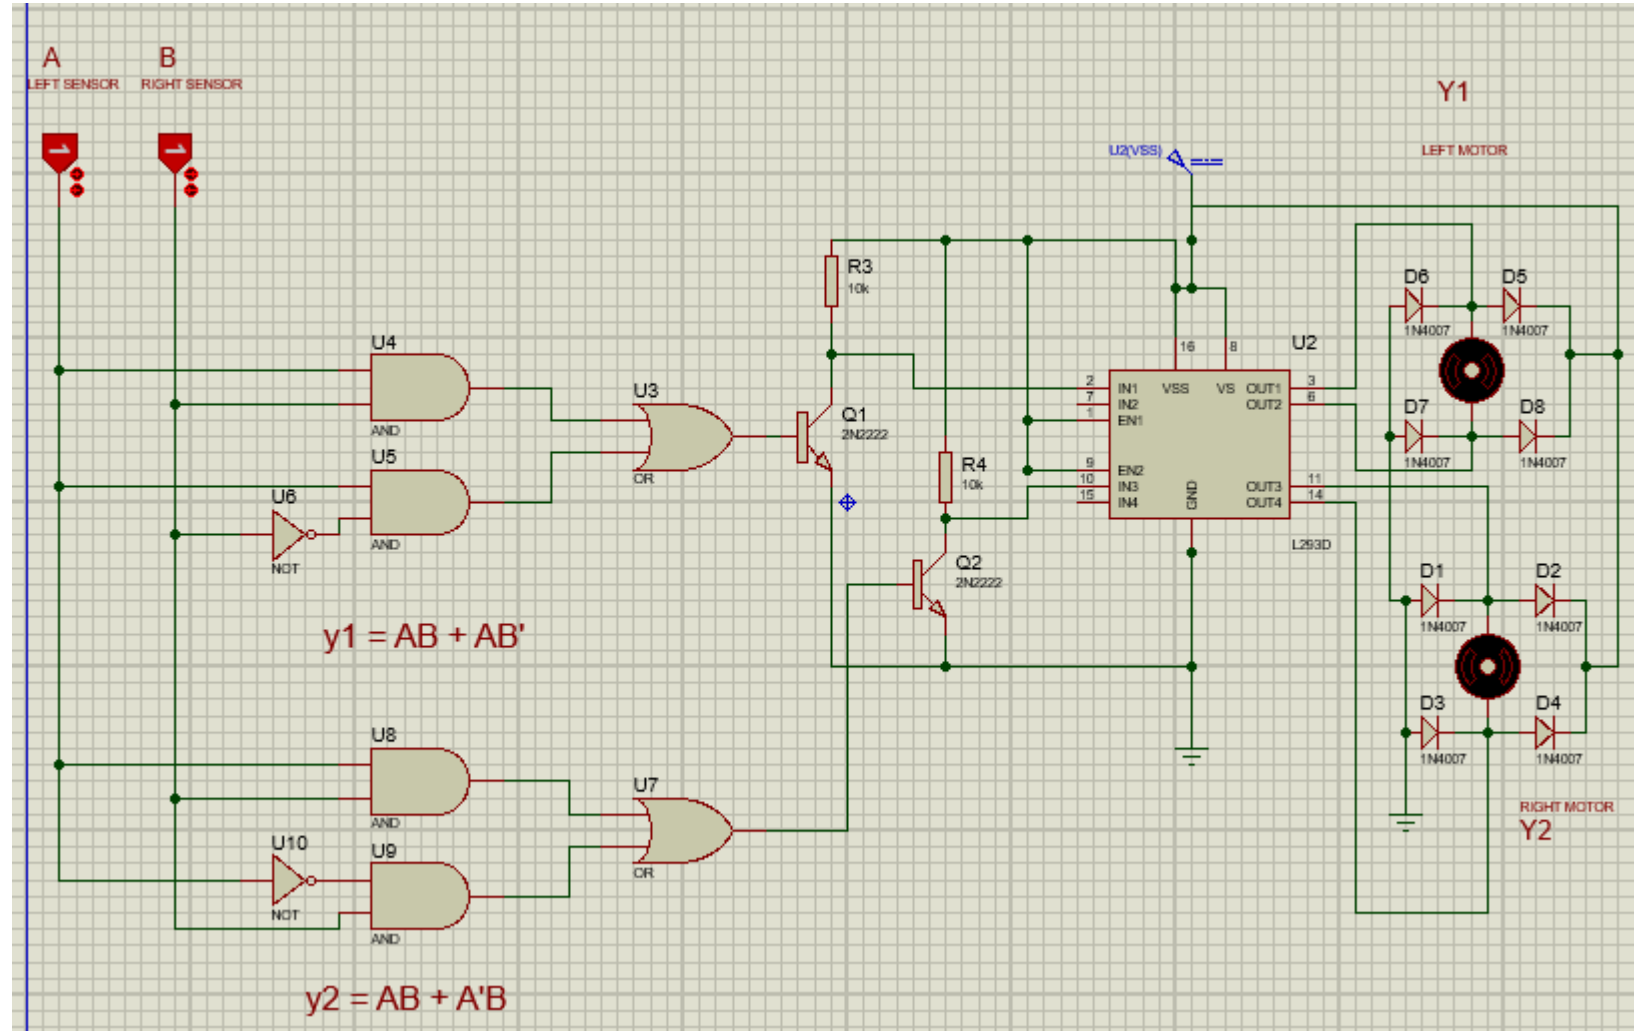 A
B
LEFT SENSOR
RIGHT SENSOR
1
1
Y1
U2(VSS)
LEFT MOTOR
R3
10k
D6
D5
1N4007
1N4007
U4
AND
U3
OR
Q1
2N2222
U2
16
8
2
7
1
9
10
15
IN1
IN2
EN1
EN2
IN3
IN4
VSS
VS
GND
OUT1
OUT2
OUT3
OUT4
3
6
11
14
L293D
D7
D8
1N4007
1N4007
U5
AND
U6
NOT
R4
10k
Q2
2N2222
D1
D2
1N4007
1N4007
y1 = AB + AB'
D3
D4
1N4007
1N4007
U8
AND
U7
OR
U10
NOT
U9
AND
RIGHT MOTOR
Y2
y2 = AB + A'B